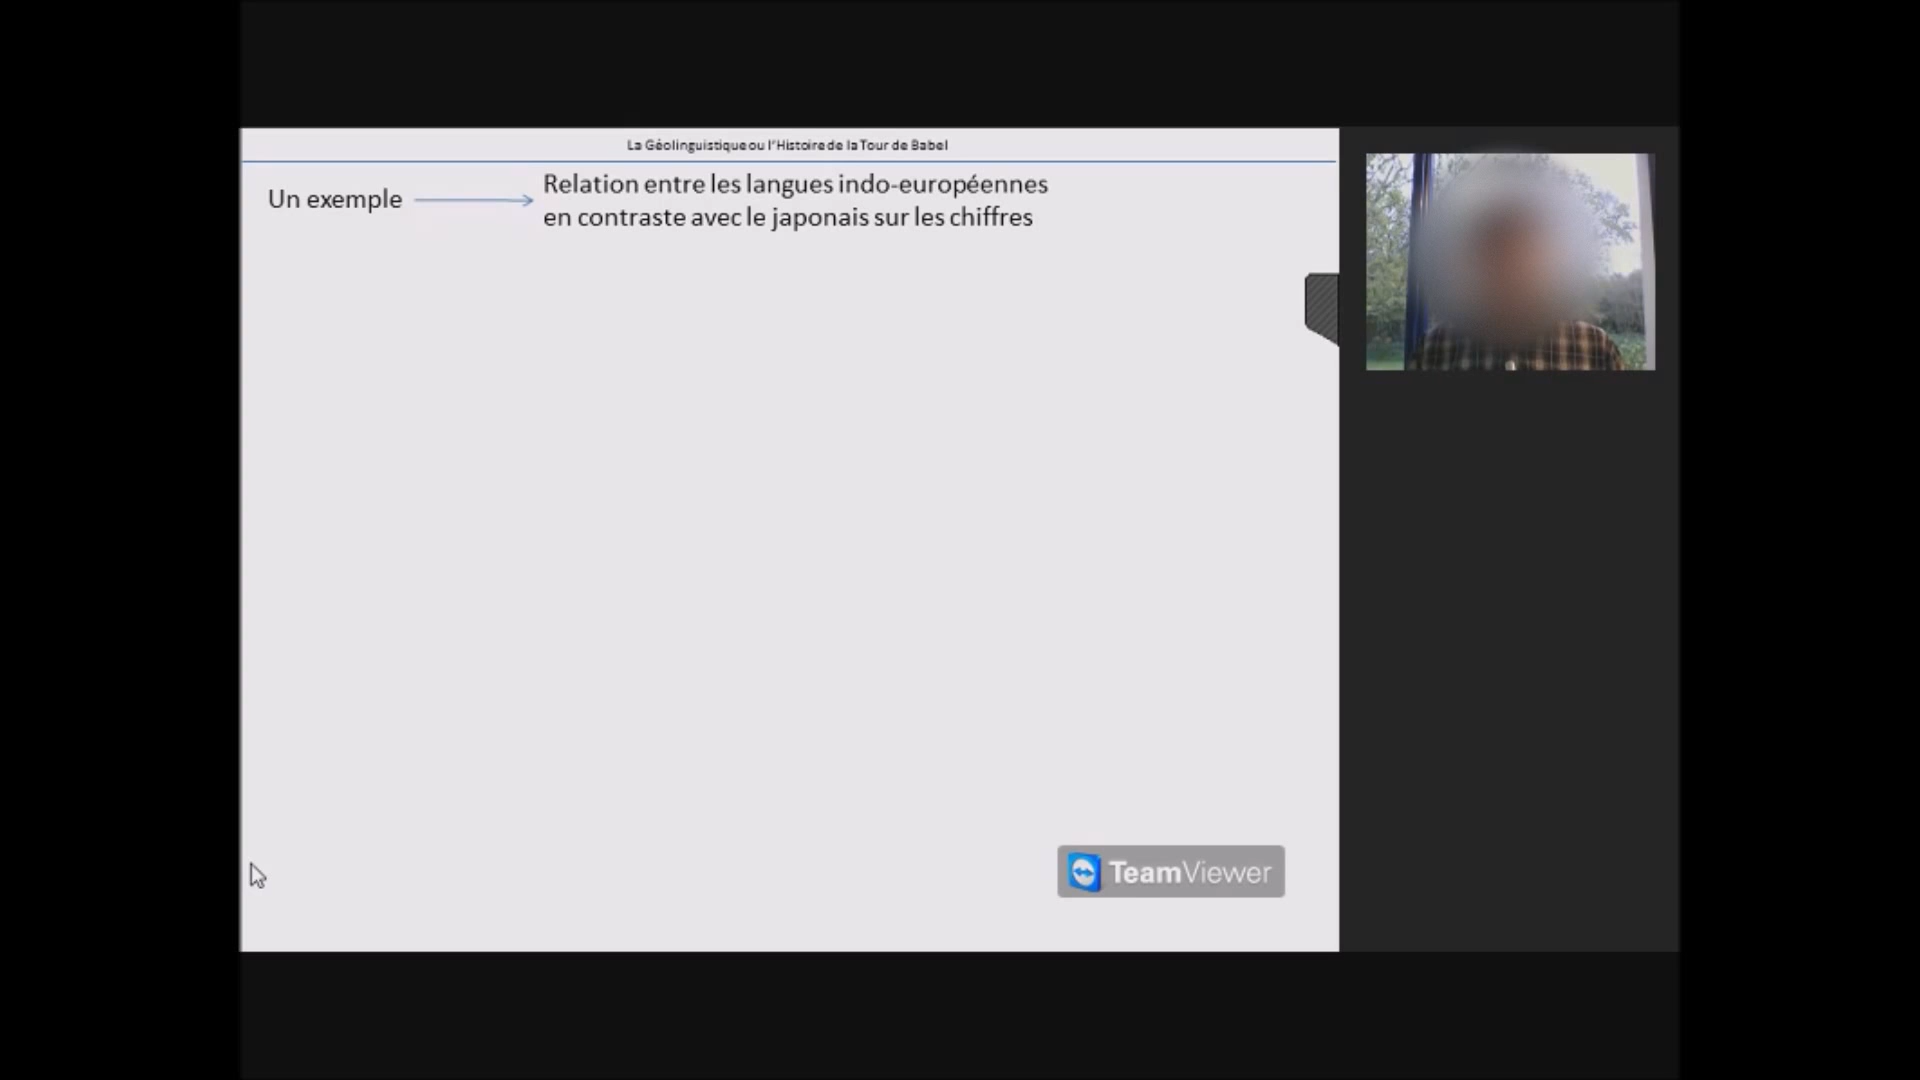 La Géolinguistique ou l'Histoire de la Tour de Babel
Un exemple
Relation entre les langues indo-européennes
en contraste avec le japonais sur les chiffres
TeamViewer